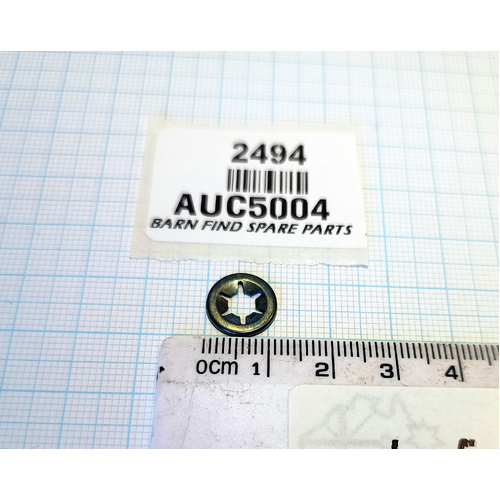 2494
AUC5004
BARN FIND SPARE PARTS
0CM 1 2 3 4